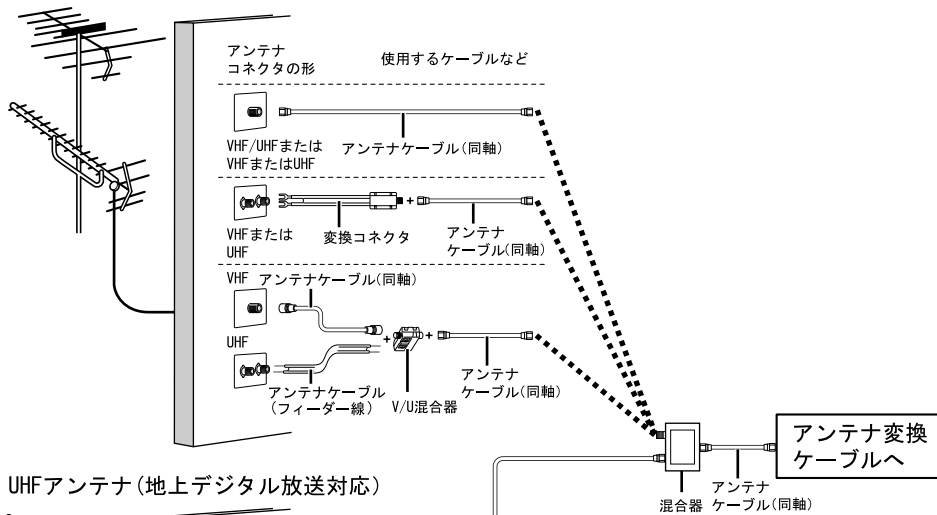 アンテナ
コネクタの形
使用するケーブルなど
VHF/UHFまたは
VHFまたはUHF
アンテナケーブル(同軸)
VHFまたは
UHF
変換コネクタ
アンテナ
ケーブル(同軸)
VHF
アンテナケーブル(同軸)
UHF
アンテナケーブル
(フィーダー線)
V/U混合器
アンテナ
ケーブル(同軸)
アンテナ変換
ケーブルへ
混合器
アンテナ
ケーブル(同軸)
UHFアンテナ(地上デジタル放送対応)